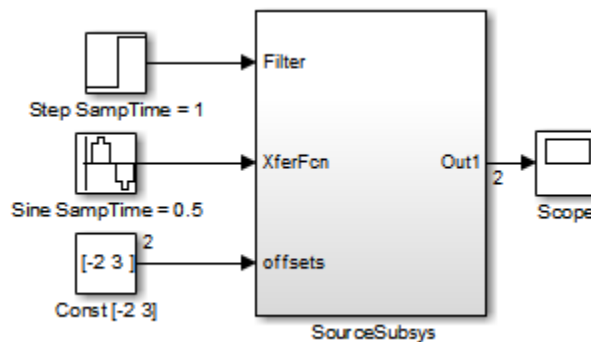 Step SampTime = 1
Filter
Sine SampTime = 0.5
XferFcn
Out1
2
Scope
[-2 3 ]
2
Const [-2 3]
offsets
SourceSubsys